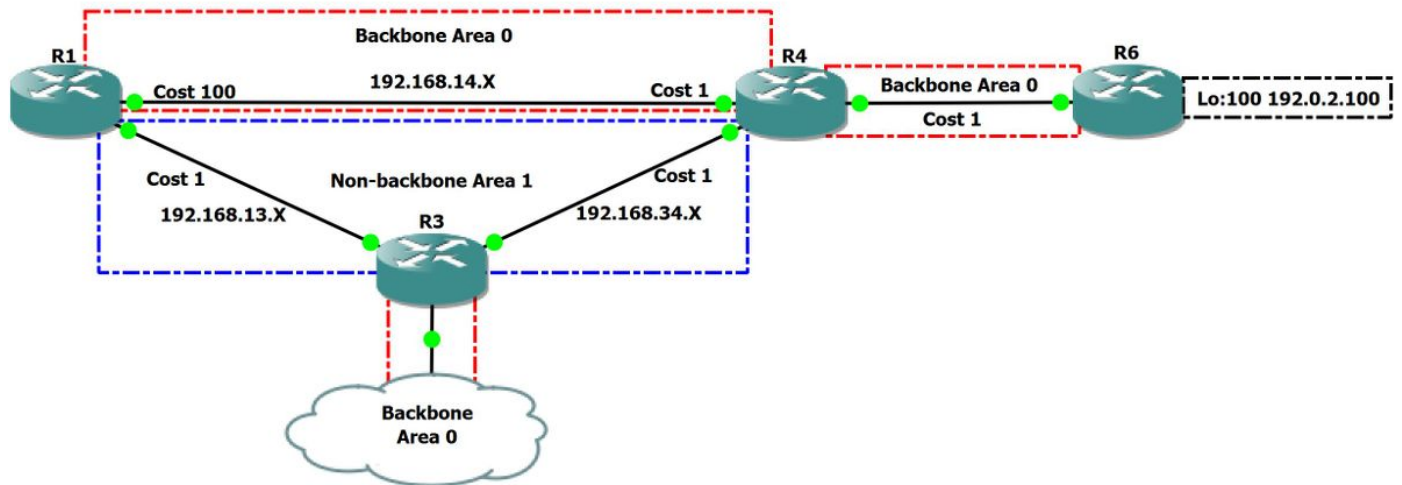 Backbone Area 0
R1
R4
R6
192.168.14.X
Cost 100
Cost 1
Backbone Area 0
Lo:100 192.0.2.100
Cost 1
Cost 1
Non-backbone Area 1
Cost 1
192.168.13.X
192.168.34.X
R3
Backbone
Area 0